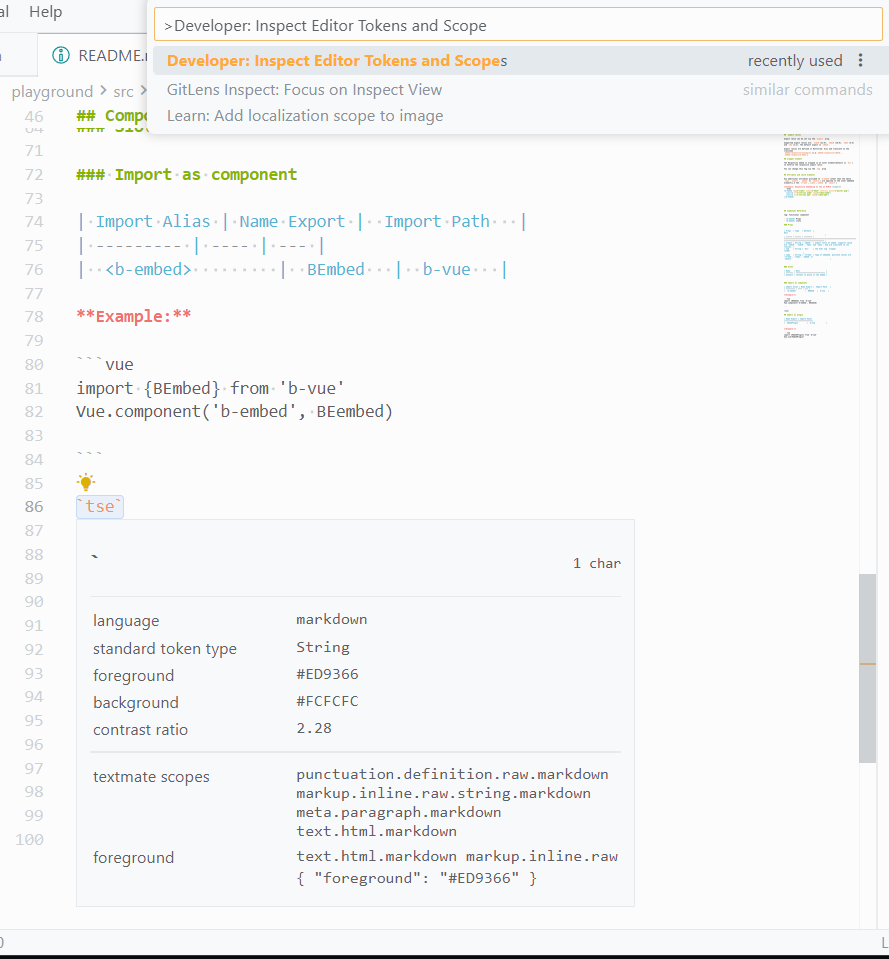 al Help
>Developer: Inspect Editor Tokens and Scope
README.
Developer: Inspect Editor Tokens and Scopes recently used
playground > src >
GitLens Inspect: Focus on Inspect View similar commands
46 ## Compo
Learn: Add localization scope to image
64 ### Slot
71
72 ### Import as component
73
74 | Import Alias | Name Export |  Import Path   |
75 | --------- | ---- | --- |
76 |  <b-embed>         |  BEmbed   |  b-vue   |
77
78 **Example:**
79
80 ```vue
81 import {BEmbed} from 'b-vue'
82 Vue.component('b-embed', BEembed)
83
84 ```
85
86 `tse`
87
88 ` 1 char
89
90
91 language markdown
92 standard token type String
93 foreground #ED9366
94 background #FCFCFC
95 contrast ratio 2.28
96
97 textmate scopes punctuation.definition.raw.markdown
98 markup.inline.raw.string.markdown
99 meta.paragraph.markdown
100 text.html.markdown
foreground text.html.markdown markup.inline.raw
{ "foreground": "#ED9366" }
L